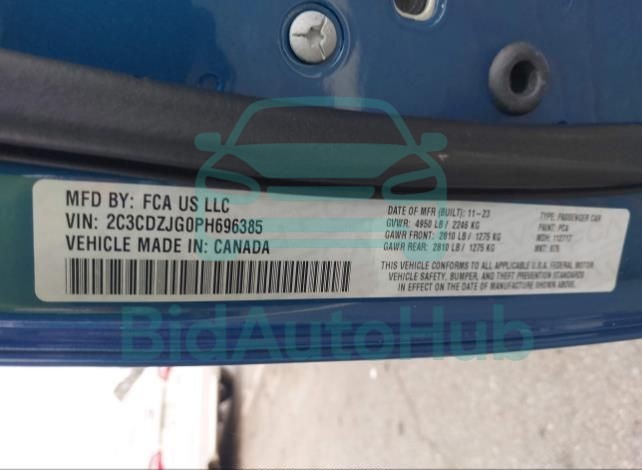 MFD BY: FCA US LLC
VIN: 2C3CDZJG0PH696385
VEHICLE MADE IN: CANADA
DATE OF MFR (BUILT): 11-23
GVWR: 4950 LB / 2246 KG
GAWR FRONT: 2810 LB / 1275 KG
GAWR REAR: 2810 LB / 1275 KG
TYPE: PASSENGER CAR
PAINT: PCA
MDH:
MKT:
THIS VEHICLE CONFORMS TO ALL APPLICABLE U.S.A. FEDERAL MOTOR
VEHICLE SAFETY, BUMPER, AND THEFT PREVENTION STANDARDS
IN EFFECT ON THE DATE OF MANUFACTURE SHOWN ABOVE.
BidAutoHub